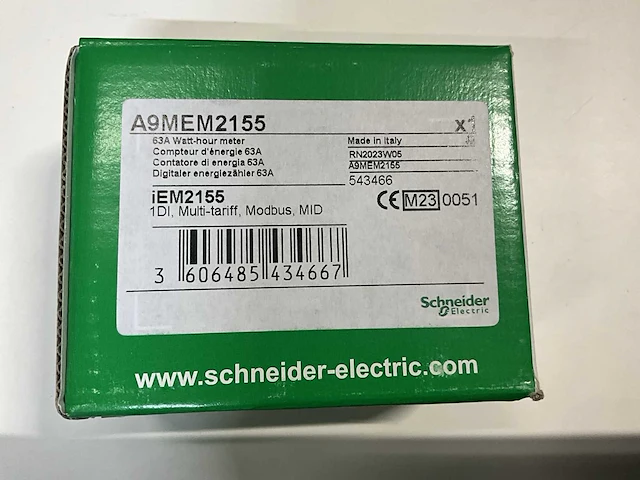 A9MEM2155 x1
63A Watt-hour meter
Compteur d'énergie 63A
Contatore di energia 63A
Digitaler energiezähler 63A
Made in Italy
RN2023W05
A9MEM2155
543466
iEM2155
1DI, Multi-tariff, Modbus, MID
CE M23 0051
3 606485 434667
Schneider
Electric
www.schneider-electric.com